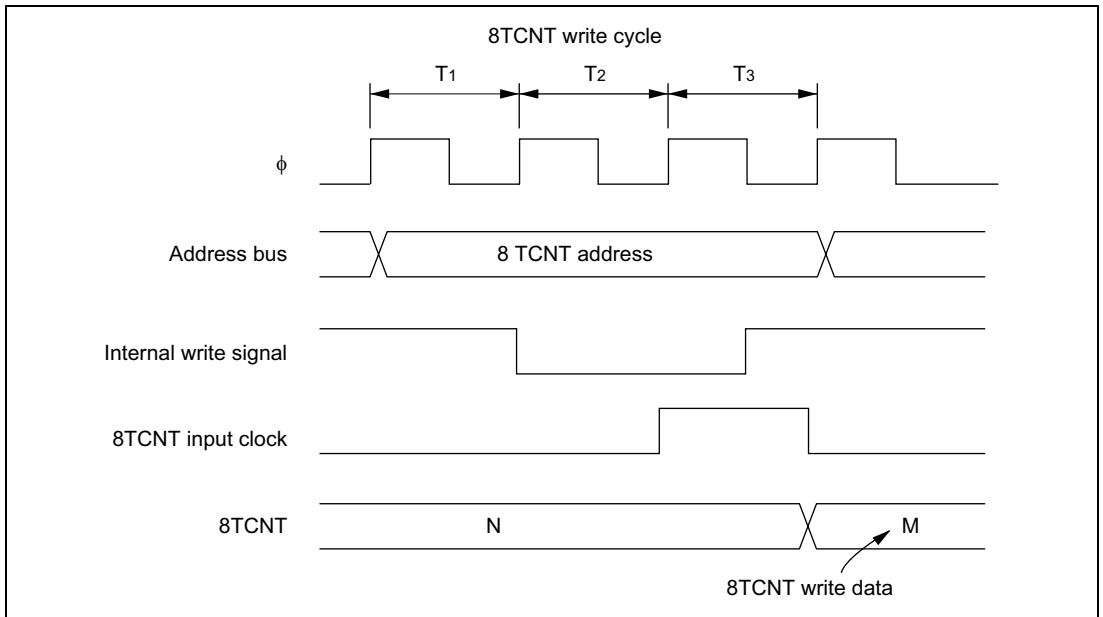 8TCNT write cycle
T1 T2 T3
ϕ
Address bus 8 TCNT address
Internal write signal
8TCNT input clock
8TCNT N M
8TCNT write data